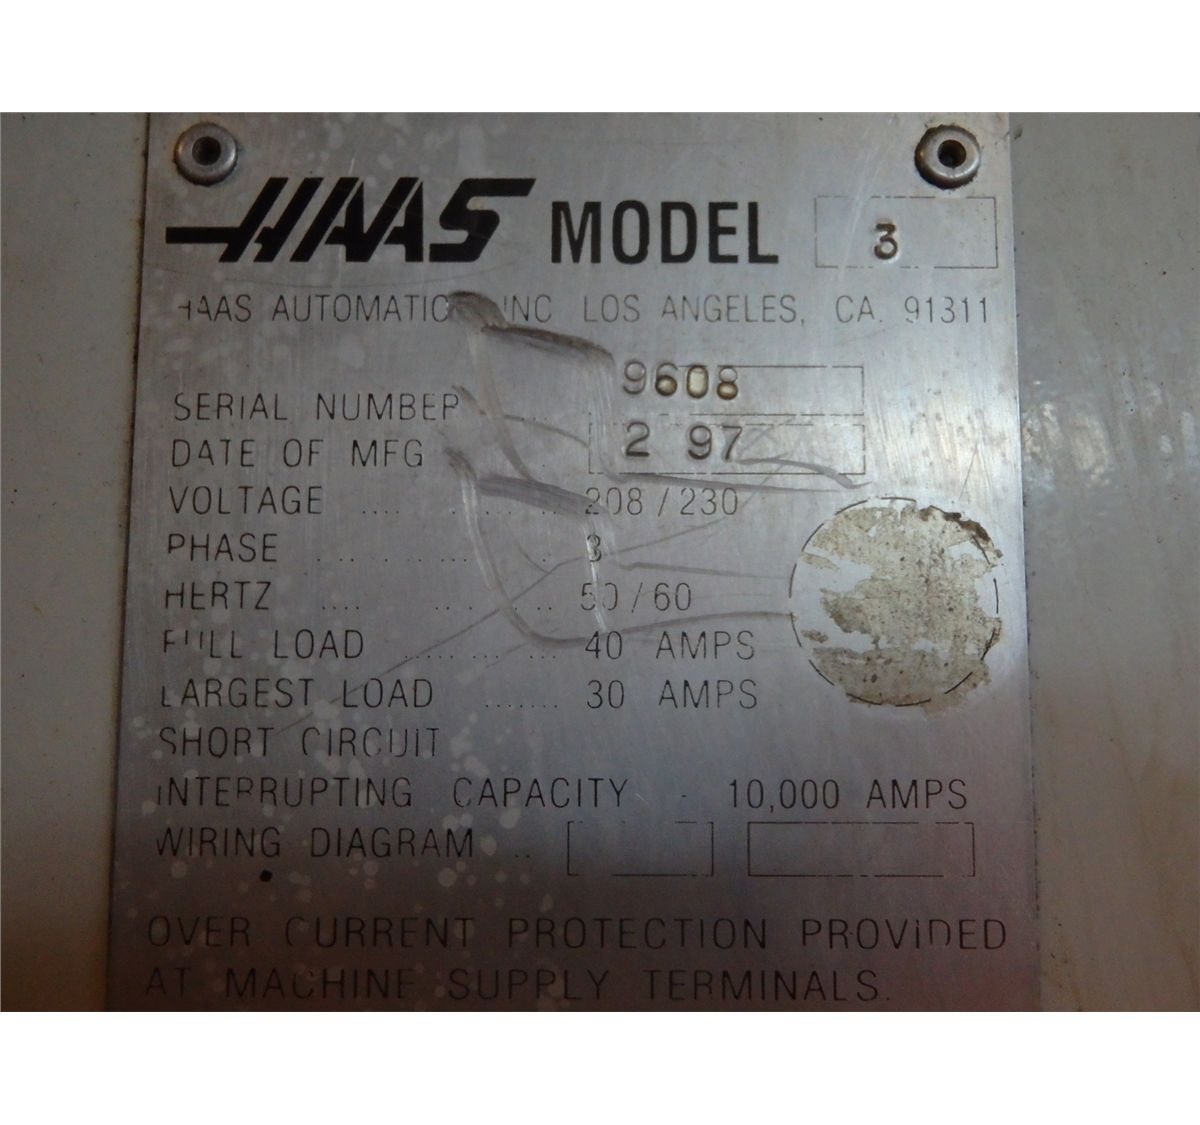 HAAS MODEL 3
HAAS AUTOMATION INC LOS ANGELES, CA. 91311
SERIAL NUMBER .... 9608
DATE OF MFG .... 2 97
VOLTAGE .... 208 / 230
PHASE .... 3
HERTZ .... 50 / 60
FULL LOAD .... 40 AMPS
LARGEST LOAD ....... 30 AMPS
SHORT CIRCUIT
INTERRUPTING CAPACITY - 10,000 AMPS
WIRING DIAGRAM ..
OVER CURRENT PROTECTION PROVIDED
AT MACHINE SUPPLY TERMINALS.